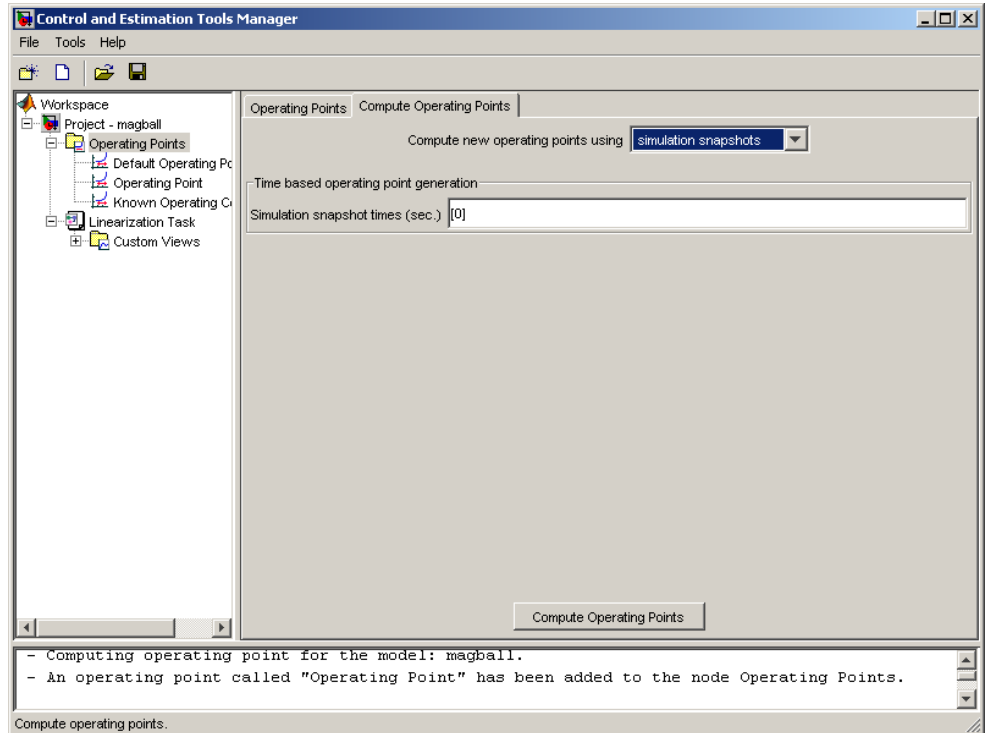 Control and Estimation Tools Manager
File Tools Help
Workspace
Project - magball
Operating Points
Default Operating Po
Operating Point
Known Operating C
Linearization Task
Custom Views
Operating Points Compute Operating Points
Compute new operating points using simulation snapshots
Time based operating point generation
Simulation snapshot times (sec.) [0]
Compute Operating Points
- Computing operating point for the model: magball.
- An operating point called "Operating Point" has been added to the node Operating Points.
Compute operating points.